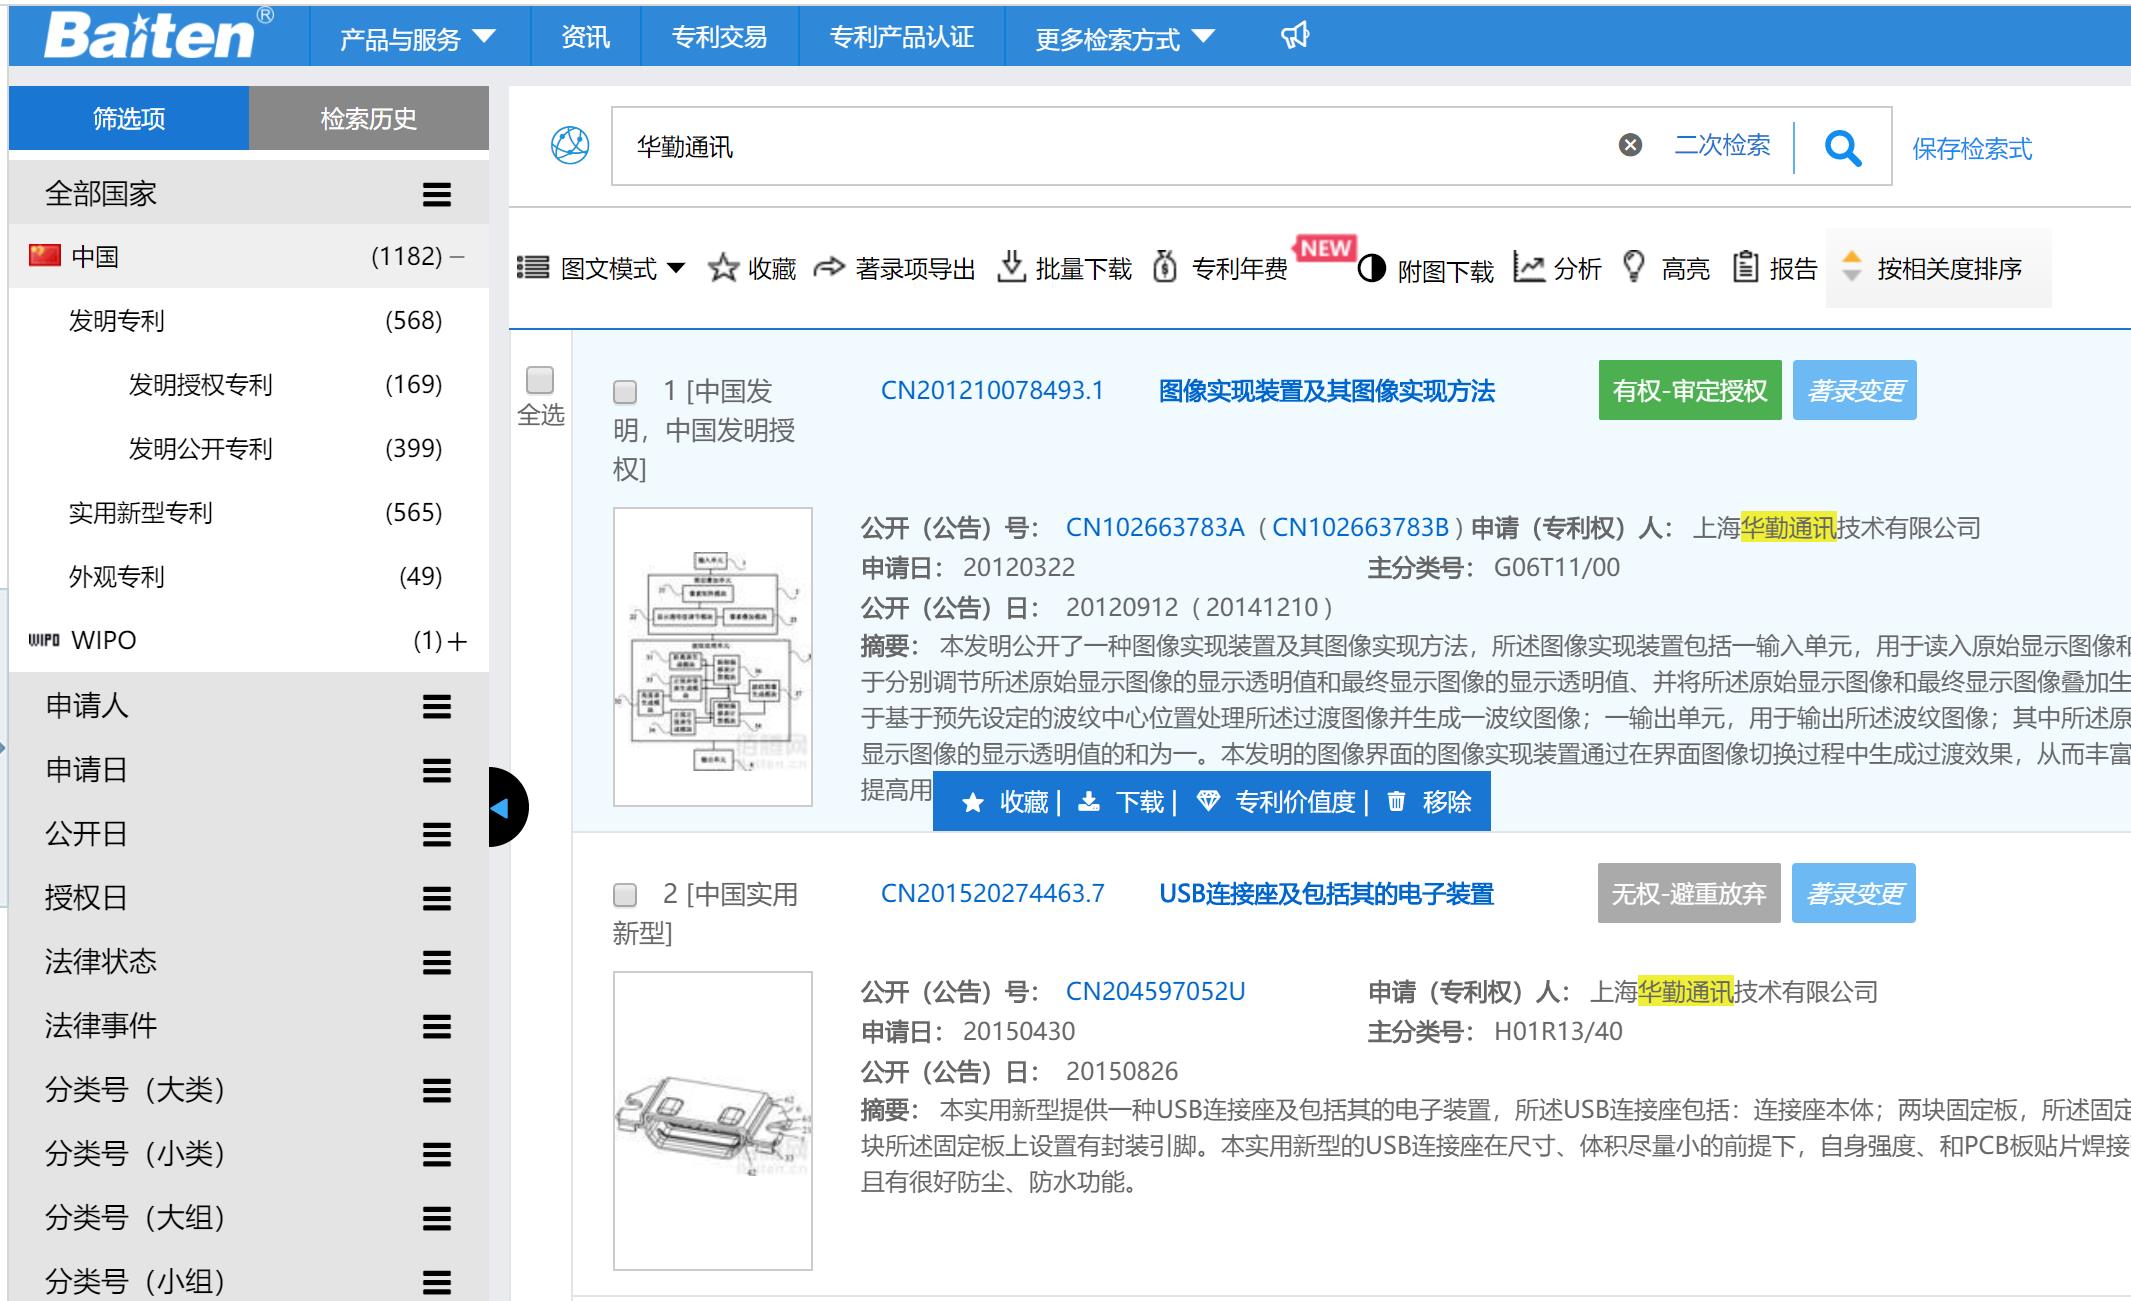 Baiten®
产品与服务
资讯
专利交易
专利产品认证
更多检索方式
筛选项
检索历史
全部国家
中国 (1182)
发明专利 (568)
发明授权专利 (169)
发明公开专利 (399)
实用新型专利 (565)
外观专利 (49)
WIPO WIPO (1)
申请人
申请日
公开日
授权日
法律状态
法律事件
分类号（大类）
分类号（小类）
分类号（大组）
分类号（小组）
华勤通讯
二次检索
保存检索式
图文模式
收藏
著录项导出
批量下载
专利年费
NEW
附图下载
分析
高亮
报告
按相关度排序
全选
1 [中国发
明，中国发明授
权]
CN201210078493.1
图像实现装置及其图像实现方法
有权-审定授权
著录变更
公开（公告）号： CN102663783A（CN102663783B）申请（专利权）人： 上海华勤通讯技术有限公司
申请日： 20120322 主分类号： G06T11/00
公开（公告）日： 20120912（20141210）
摘要： 本发明公开了一种图像实现装置及其图像实现方法，所述图像实现装置包括一输入单元，用于读入原始显示图像和
于分别调节所述原始显示图像的显示透明值和最终显示图像的显示透明值、并将所述原始显示图像和最终显示图像叠加生
于基于预先设定的波纹中心位置处理所述过渡图像并生成一波纹图像；一输出单元，用于输出所述波纹图像；其中所述原
显示图像的显示透明值的和为一。本发明的图像界面的图像实现装置通过在界面图像切换过程中生成过渡效果，从而丰富
提高用
收藏| 下载| 专利价值度| 移除
2 [中国实用
新型]
CN201520274463.7
USB连接座及包括其的电子装置
无权-避重放弃
著录变更
公开（公告）号： CN204597052U 申请（专利权）人： 上海华勤通讯技术有限公司
申请日： 20150430 主分类号： H01R13/40
公开（公告）日： 20150826
摘要： 本实用新型提供一种USB连接座及包括其的电子装置，所述USB连接座包括：连接座本体；两块固定板，所述固定
块所述固定板上设置有封装引脚。本实用新型的USB连接座在尺寸、体积尽量小的前提下，自身强度、和PCB板贴片焊接
且有很好防尘、防水功能。